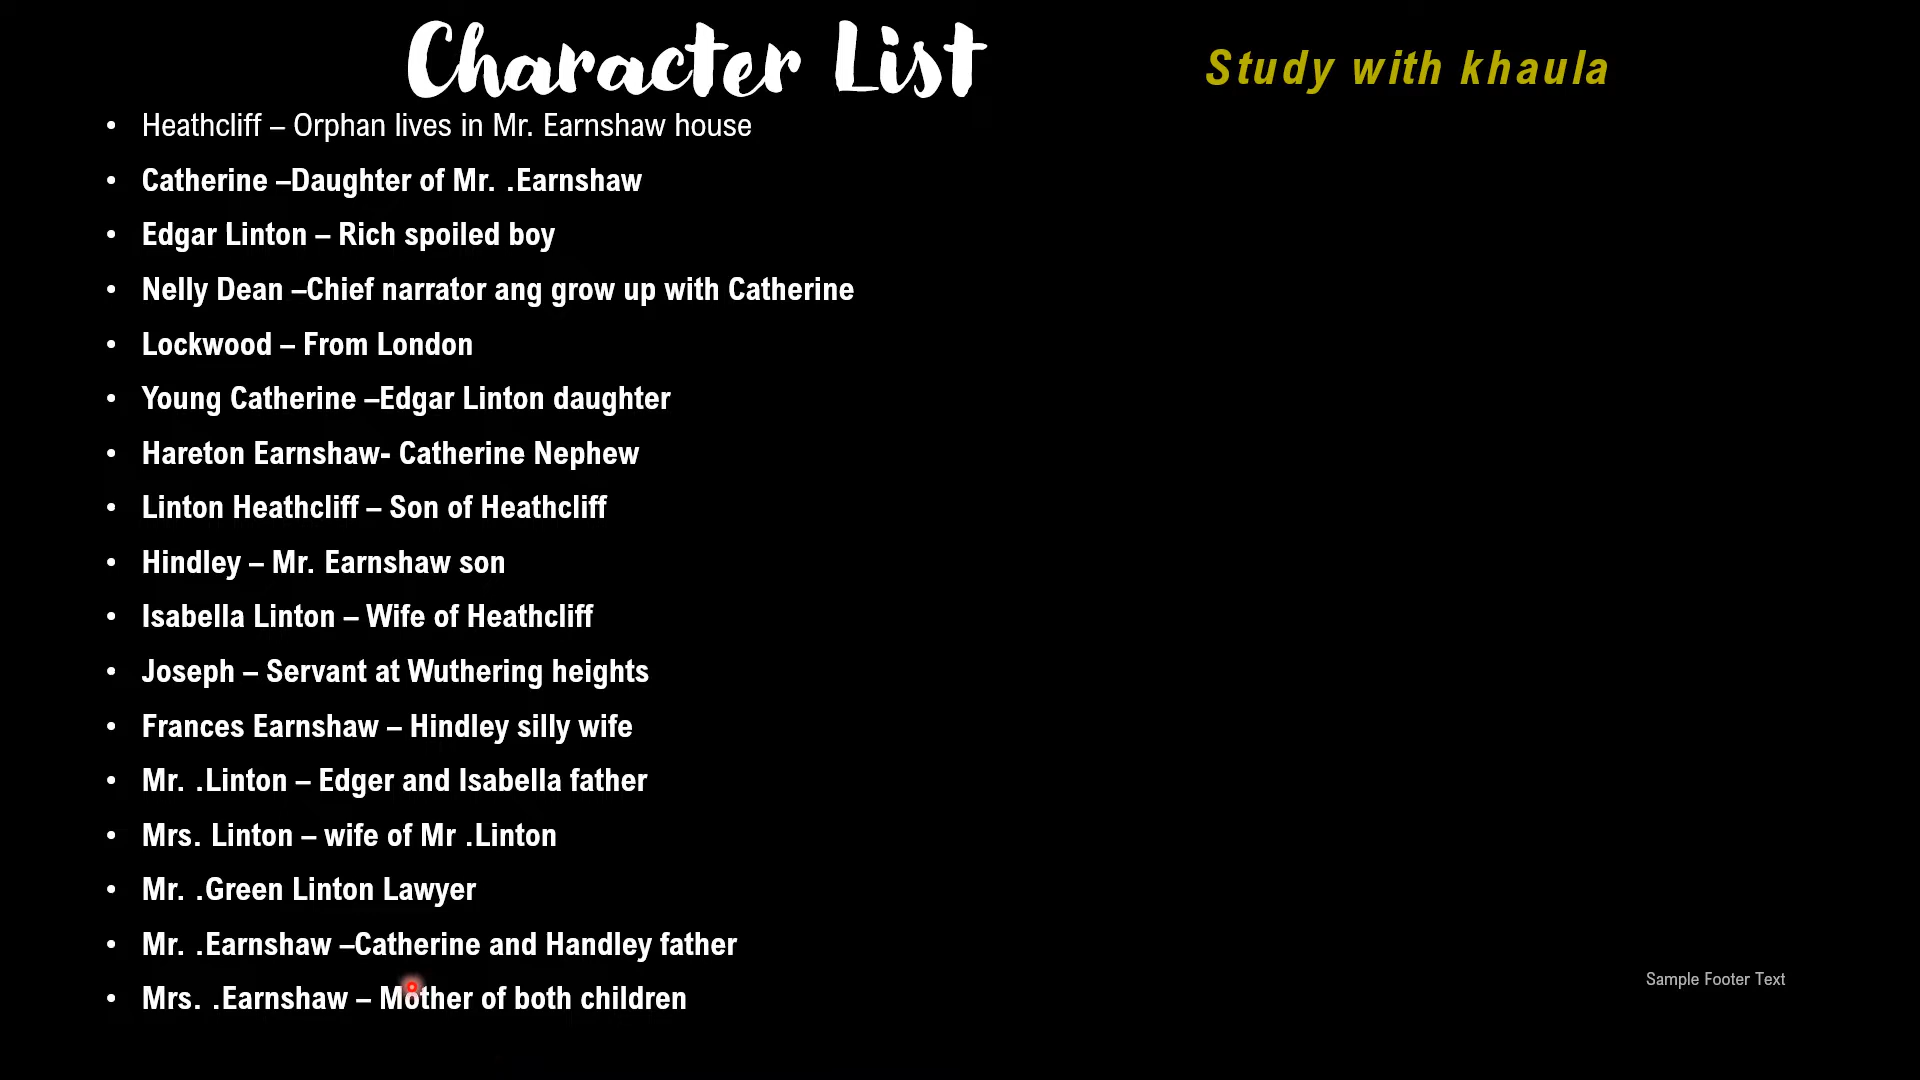 Character List
Study with khaula
• Heathcliff – Orphan lives in Mr. Earnshaw house
• Catherine –Daughter of Mr. .Earnshaw
• Edgar Linton – Rich spoiled boy
• Nelly Dean –Chief narrator ang grow up with Catherine
• Lockwood – From London
• Young Catherine –Edgar Linton daughter
• Hareton Earnshaw- Catherine Nephew
• Linton Heathcliff – Son of Heathcliff
• Hindley – Mr. Earnshaw son
• Isabella Linton – Wife of Heathcliff
• Joseph – Servant at Wuthering heights
• Frances Earnshaw – Hindley silly wife
• Mr. .Linton – Edger and Isabella father
• Mrs. Linton – wife of Mr .Linton
• Mr. .Green Linton Lawyer
• Mr. .Earnshaw –Catherine and Handley father
• Mrs. .Earnshaw – Mother of both children
Sample Footer Text